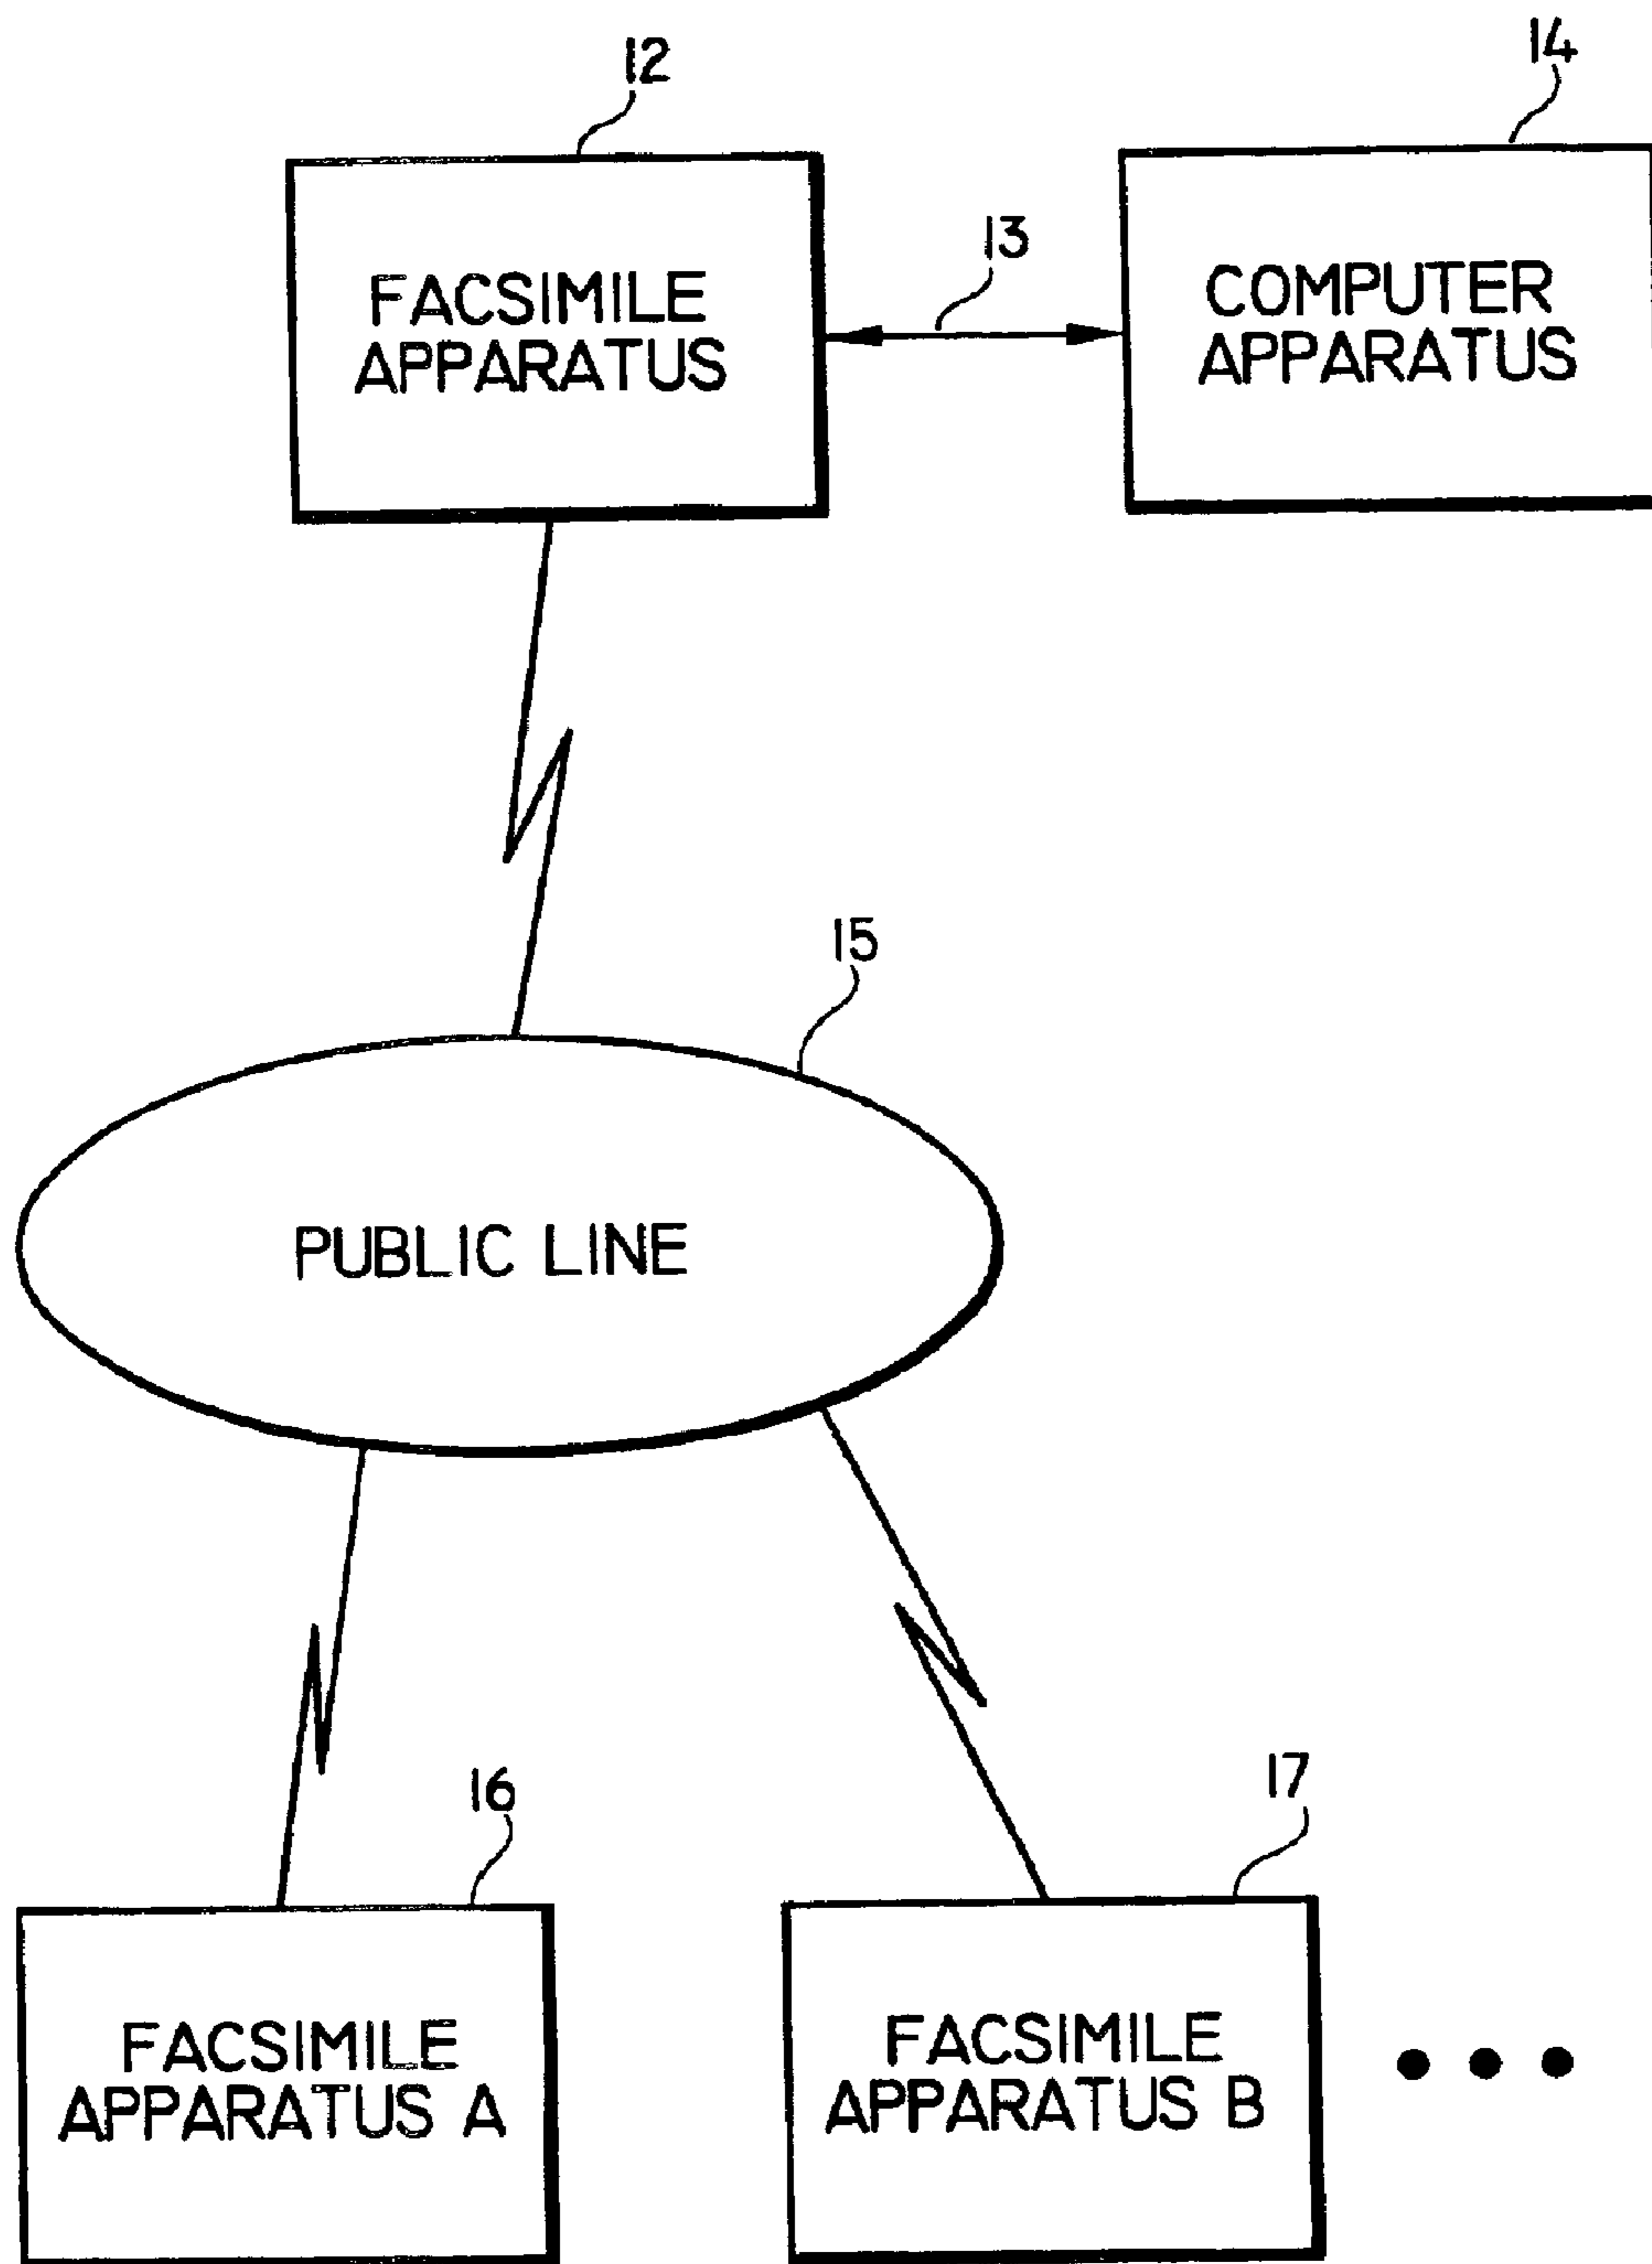 12
14
13
FACSIMILE
APPARATUS
COMPUTER
APPARATUS
15
PUBLIC LINE
16
17
FACSIMILE
APPARATUS A
FACSIMILE
APPARATUS B